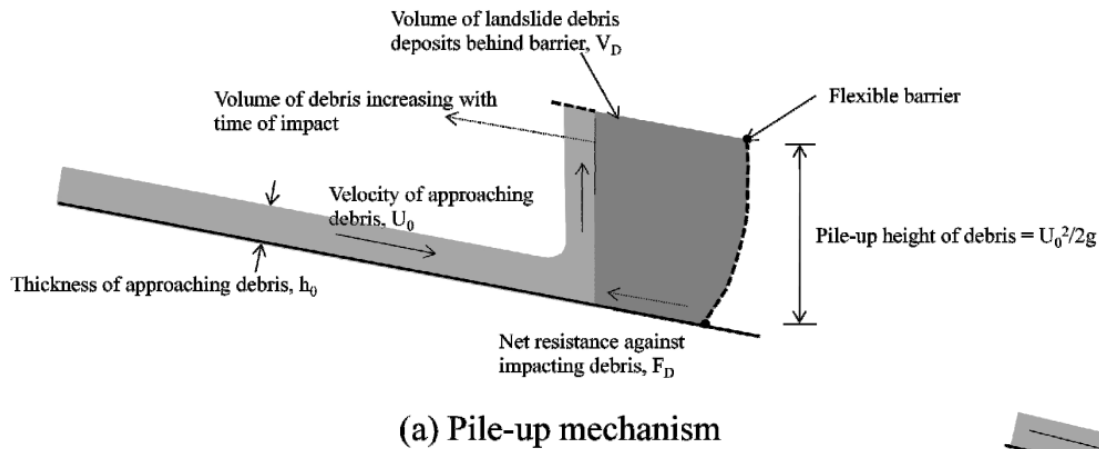 Volume of landslide debris
deposits behind barrier, V_D
Volume of debris increasing with
time of impact
Flexible barrier
Velocity of approaching
debris, U_0
Pile-up height of debris = U_0^2/2g
Thickness of approaching debris, h_0
Net resistance against
impacting debris, F_D
(a) Pile-up mechanism